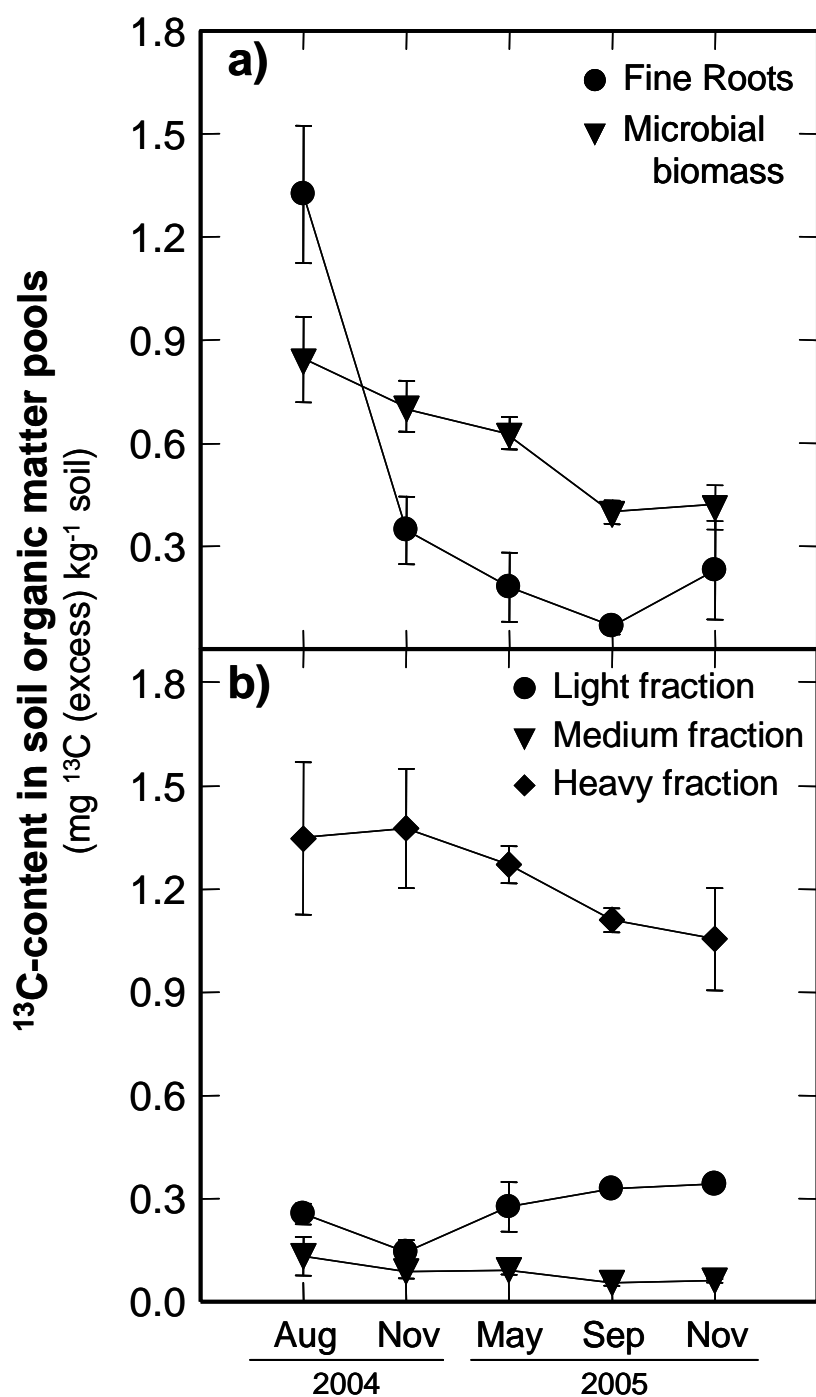 ¹³C-content in soil organic matter pools
(mg ¹³C (excess) kg⁻¹ soil)
a)
Fine Roots
Microbial
biomass
1.8
1.5
1.2
0.9
0.6
0.3
b)
Light fraction
Medium fraction
Heavy fraction
1.8
1.5
1.2
0.9
0.6
0.3
0.0
Aug Nov May Sep Nov
2004 2005